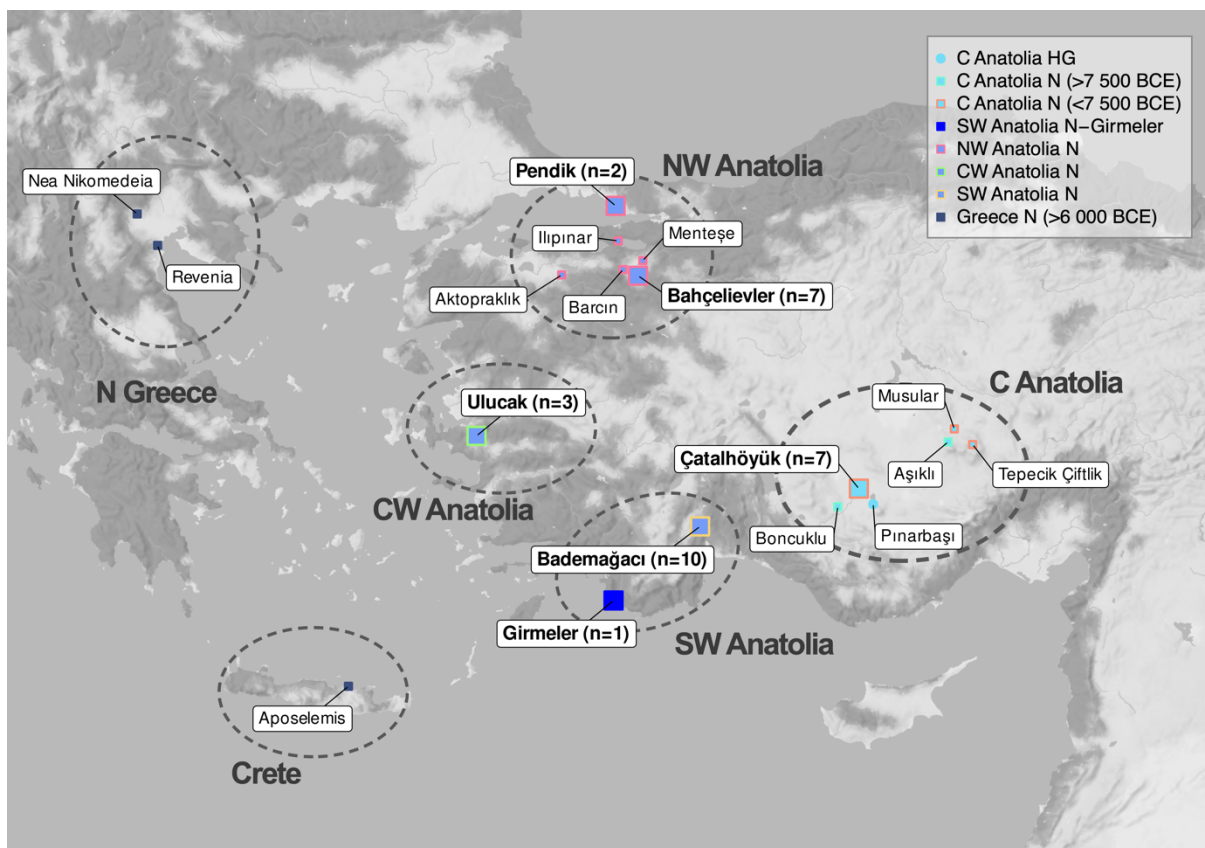 C Anatolia HG
C Anatolia N (>7 500 BCE)
C Anatolia N (<7 500 BCE)
SW Anatolia N−Girmeler
NW Anatolia N
CW Anatolia N
SW Anatolia N
Greece N (>6 000 BCE)
NW Anatolia
Pendik (n=2)
Ilıpınar
Menteşe
Aktopraklık
Barcın
Bahçelievler (n=7)
Nea Nikomedeia
Revenia
N Greece
Ulucak (n=3)
CW Anatolia
C Anatolia
Musular
Aşıklı
Tepecik Çiftlik
Çatalhöyük (n=7)
Boncuklu
Pınarbaşı
Bademağacı (n=10)
Girmeler (n=1)
SW Anatolia
Aposelemis
Crete